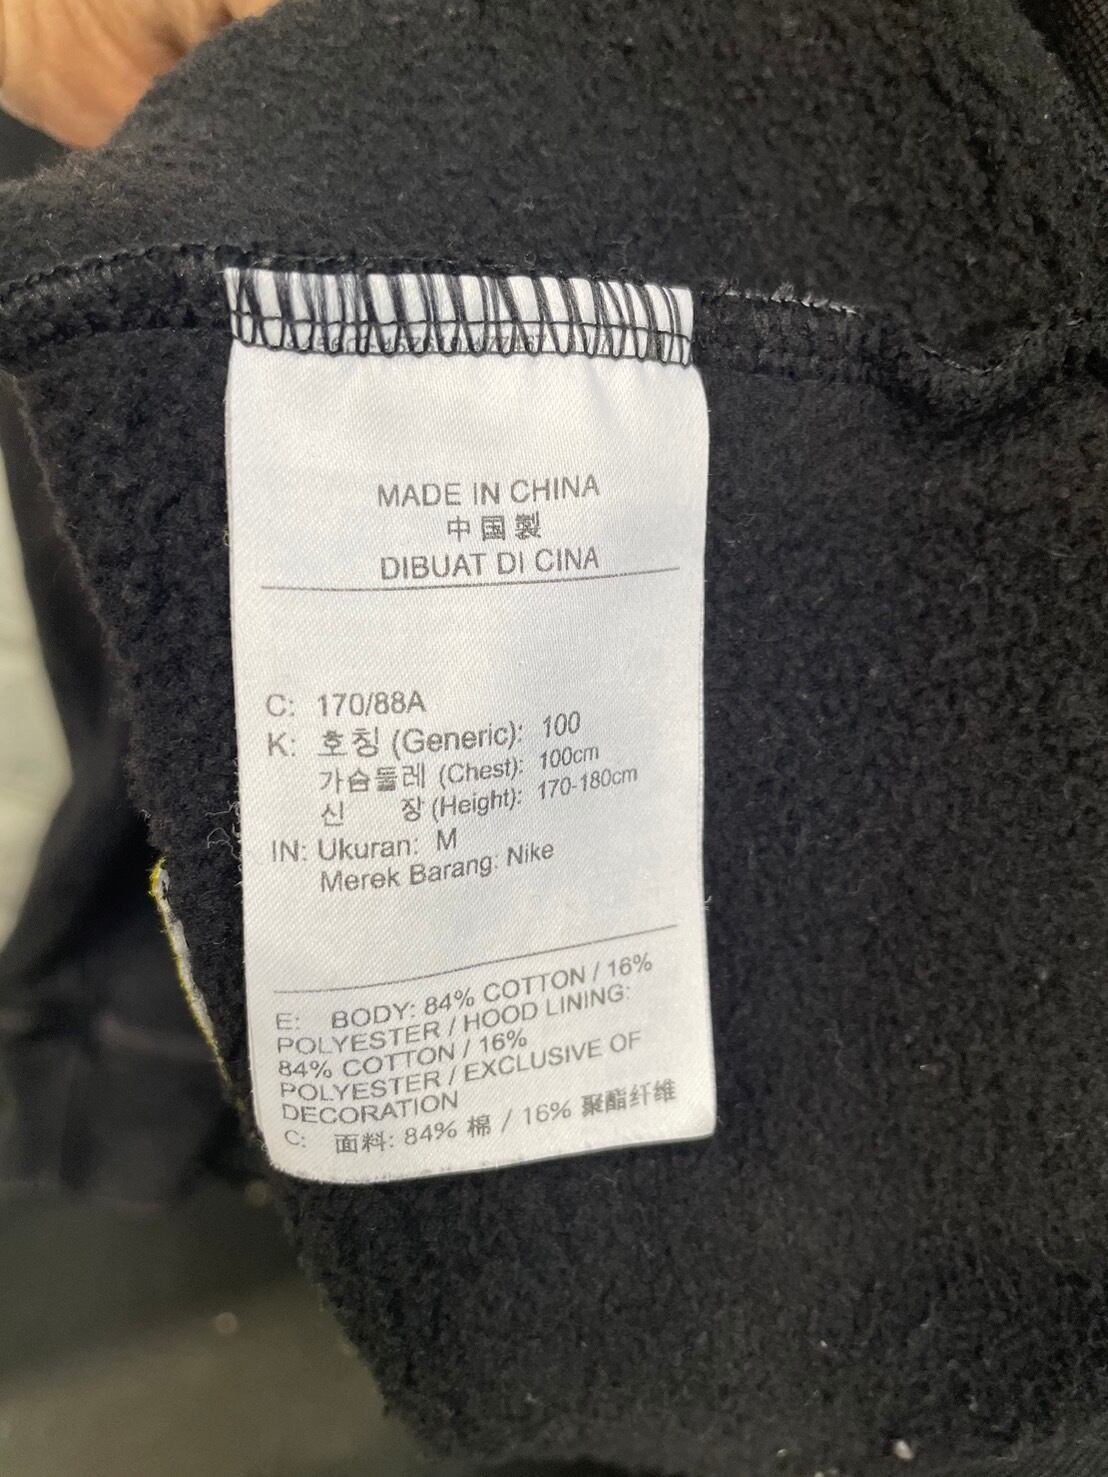 MADE IN CHINA
中国製
DIBUAT DI CINA
C: 170/88A
K: 호칭 (Generic): 100
가슴둘레 (Chest): 100cm
신 장 (Height): 170-180cm
IN: Ukuran: M
Merek Barang: Nike
E: BODY: 84% COTTON / 16%
POLYESTER / HOOD LINING:
84% COTTON / 16%
POLYESTER / EXCLUSIVE OF
DECORATION
C: 面料: 84% 棉 / 16% 聚酯纤维